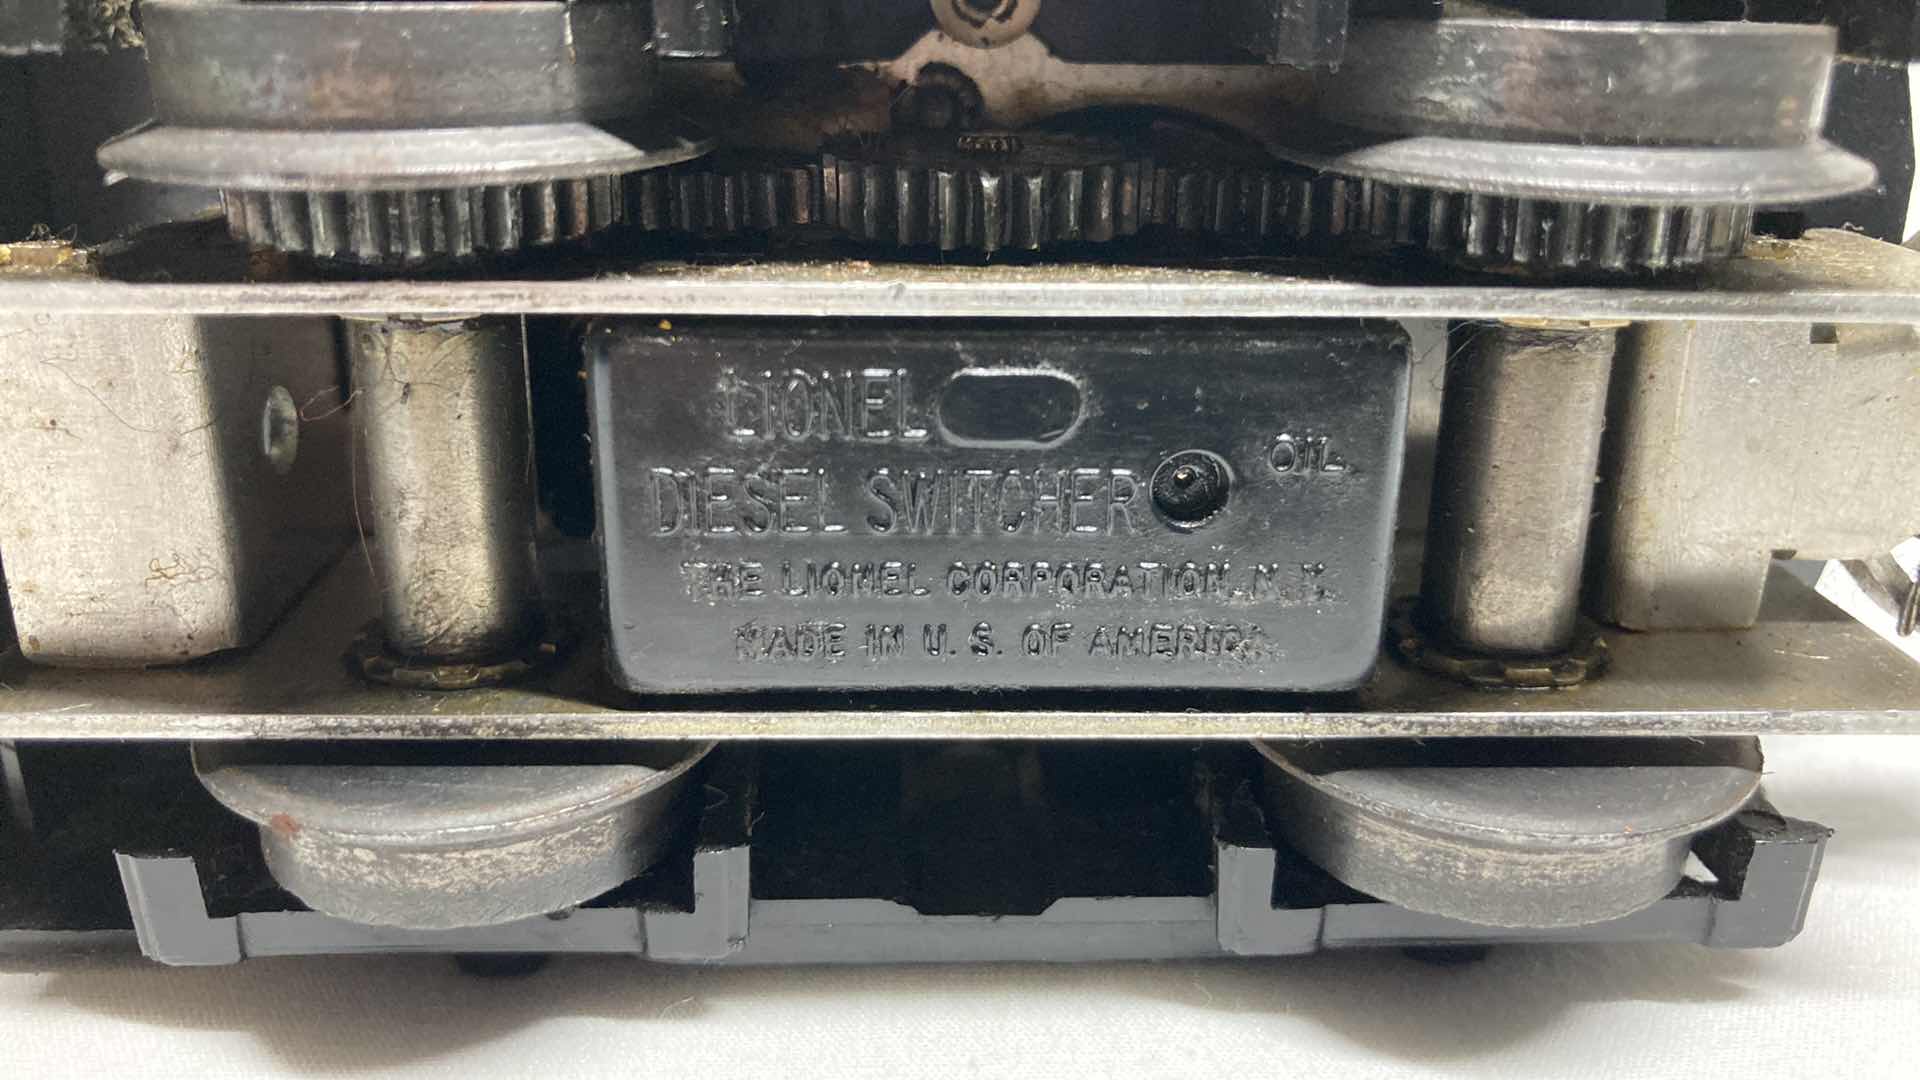 LIONEL
DIESEL SWITCHER
OIL
THE LIONEL CORPORATION, N.Y.
MADE IN U. S. OF AMERICA